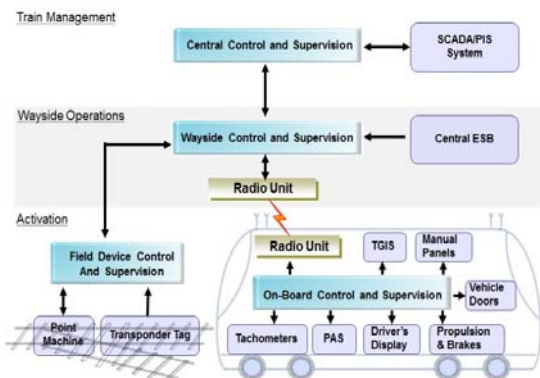 Train Management
Central Control and Supervision
SCADA/PIS
System
Wayside Operations
Wayside Control and Supervision
Central ESB
Radio Unit
Activation
Field Device Control
And Supervision
Point
Machine
Transponder Tag
Radio Unit
TGIS
Manual
Panels
On-Board Control and Supervision
Vehicle
Doors
Tachometers
PAS
Driver's
Display
Propulsion
& Brakes